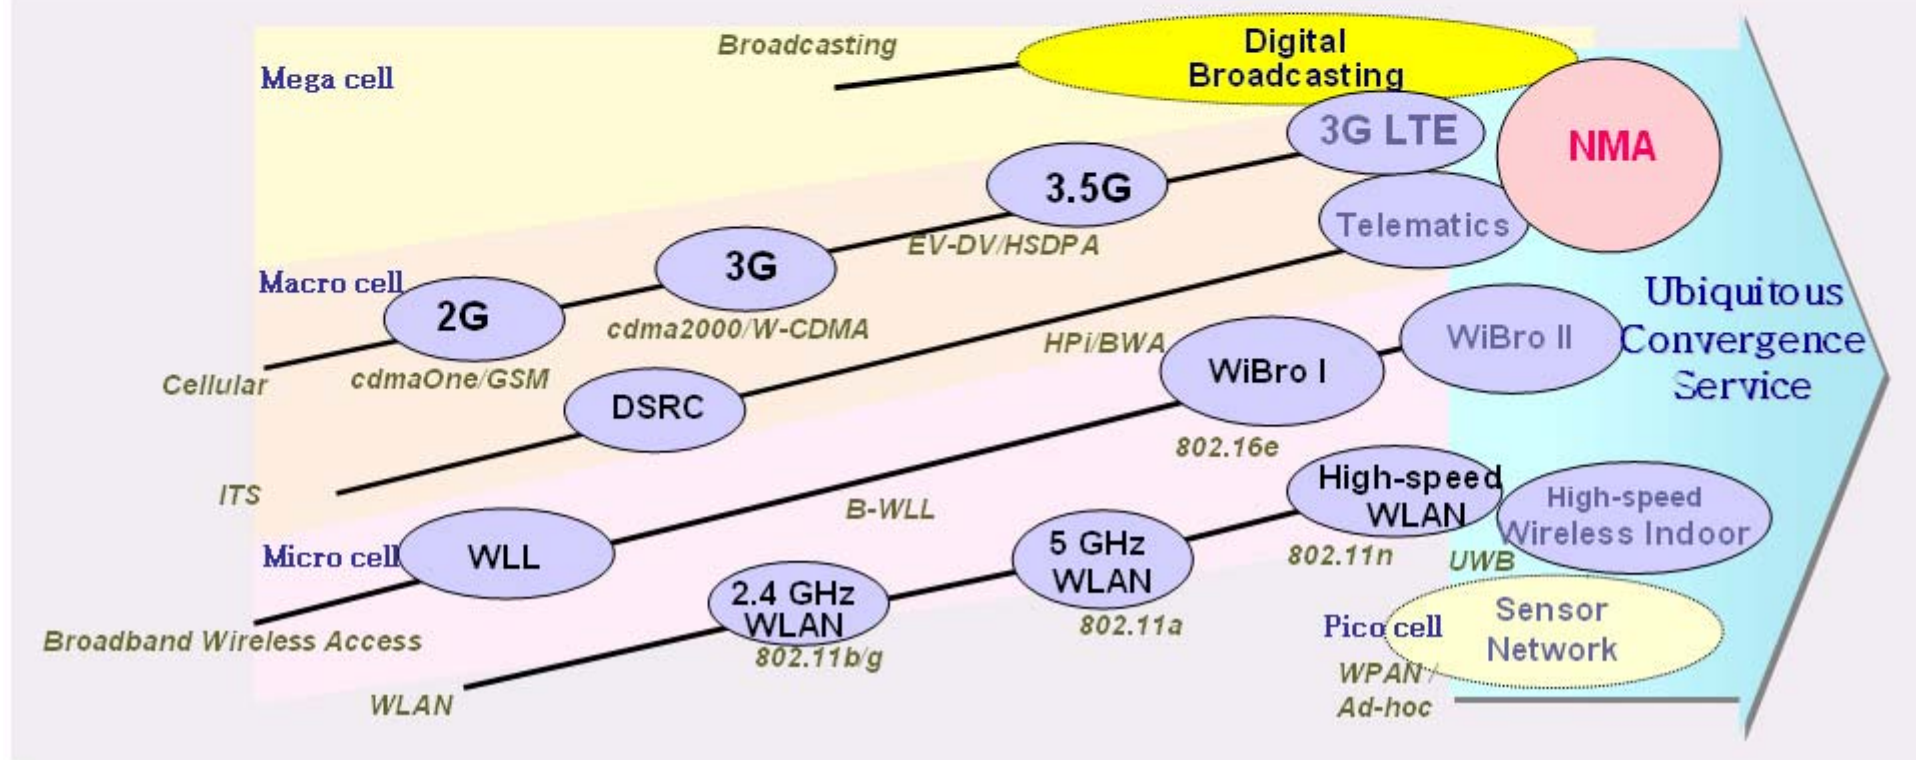 Broadcasting
Digital
Broadcasting
Mega cell
3G LTE
NMA
3.5G
Telematics
EV-DV/HSDPA
3G
Macro cell
2G
cdma2000/W-CDMA
Cellular
cdmaOne/GSM
HPi/BWA
WiBro I
WiBro II
Ubiquitous
Convergence
Service
DSRC
802.16e
ITS
B-WLL
High-speed
WLAN
High-speed
Wireless Indoor
802.11n
UWB
Micro cell
WLL
5 GHz
WLAN
802.11a
2.4 GHz
WLAN
802.11b/g
Broadband Wireless Access
WLAN
Pico cell
Sensor
Network
WPAN /
Ad-hoc